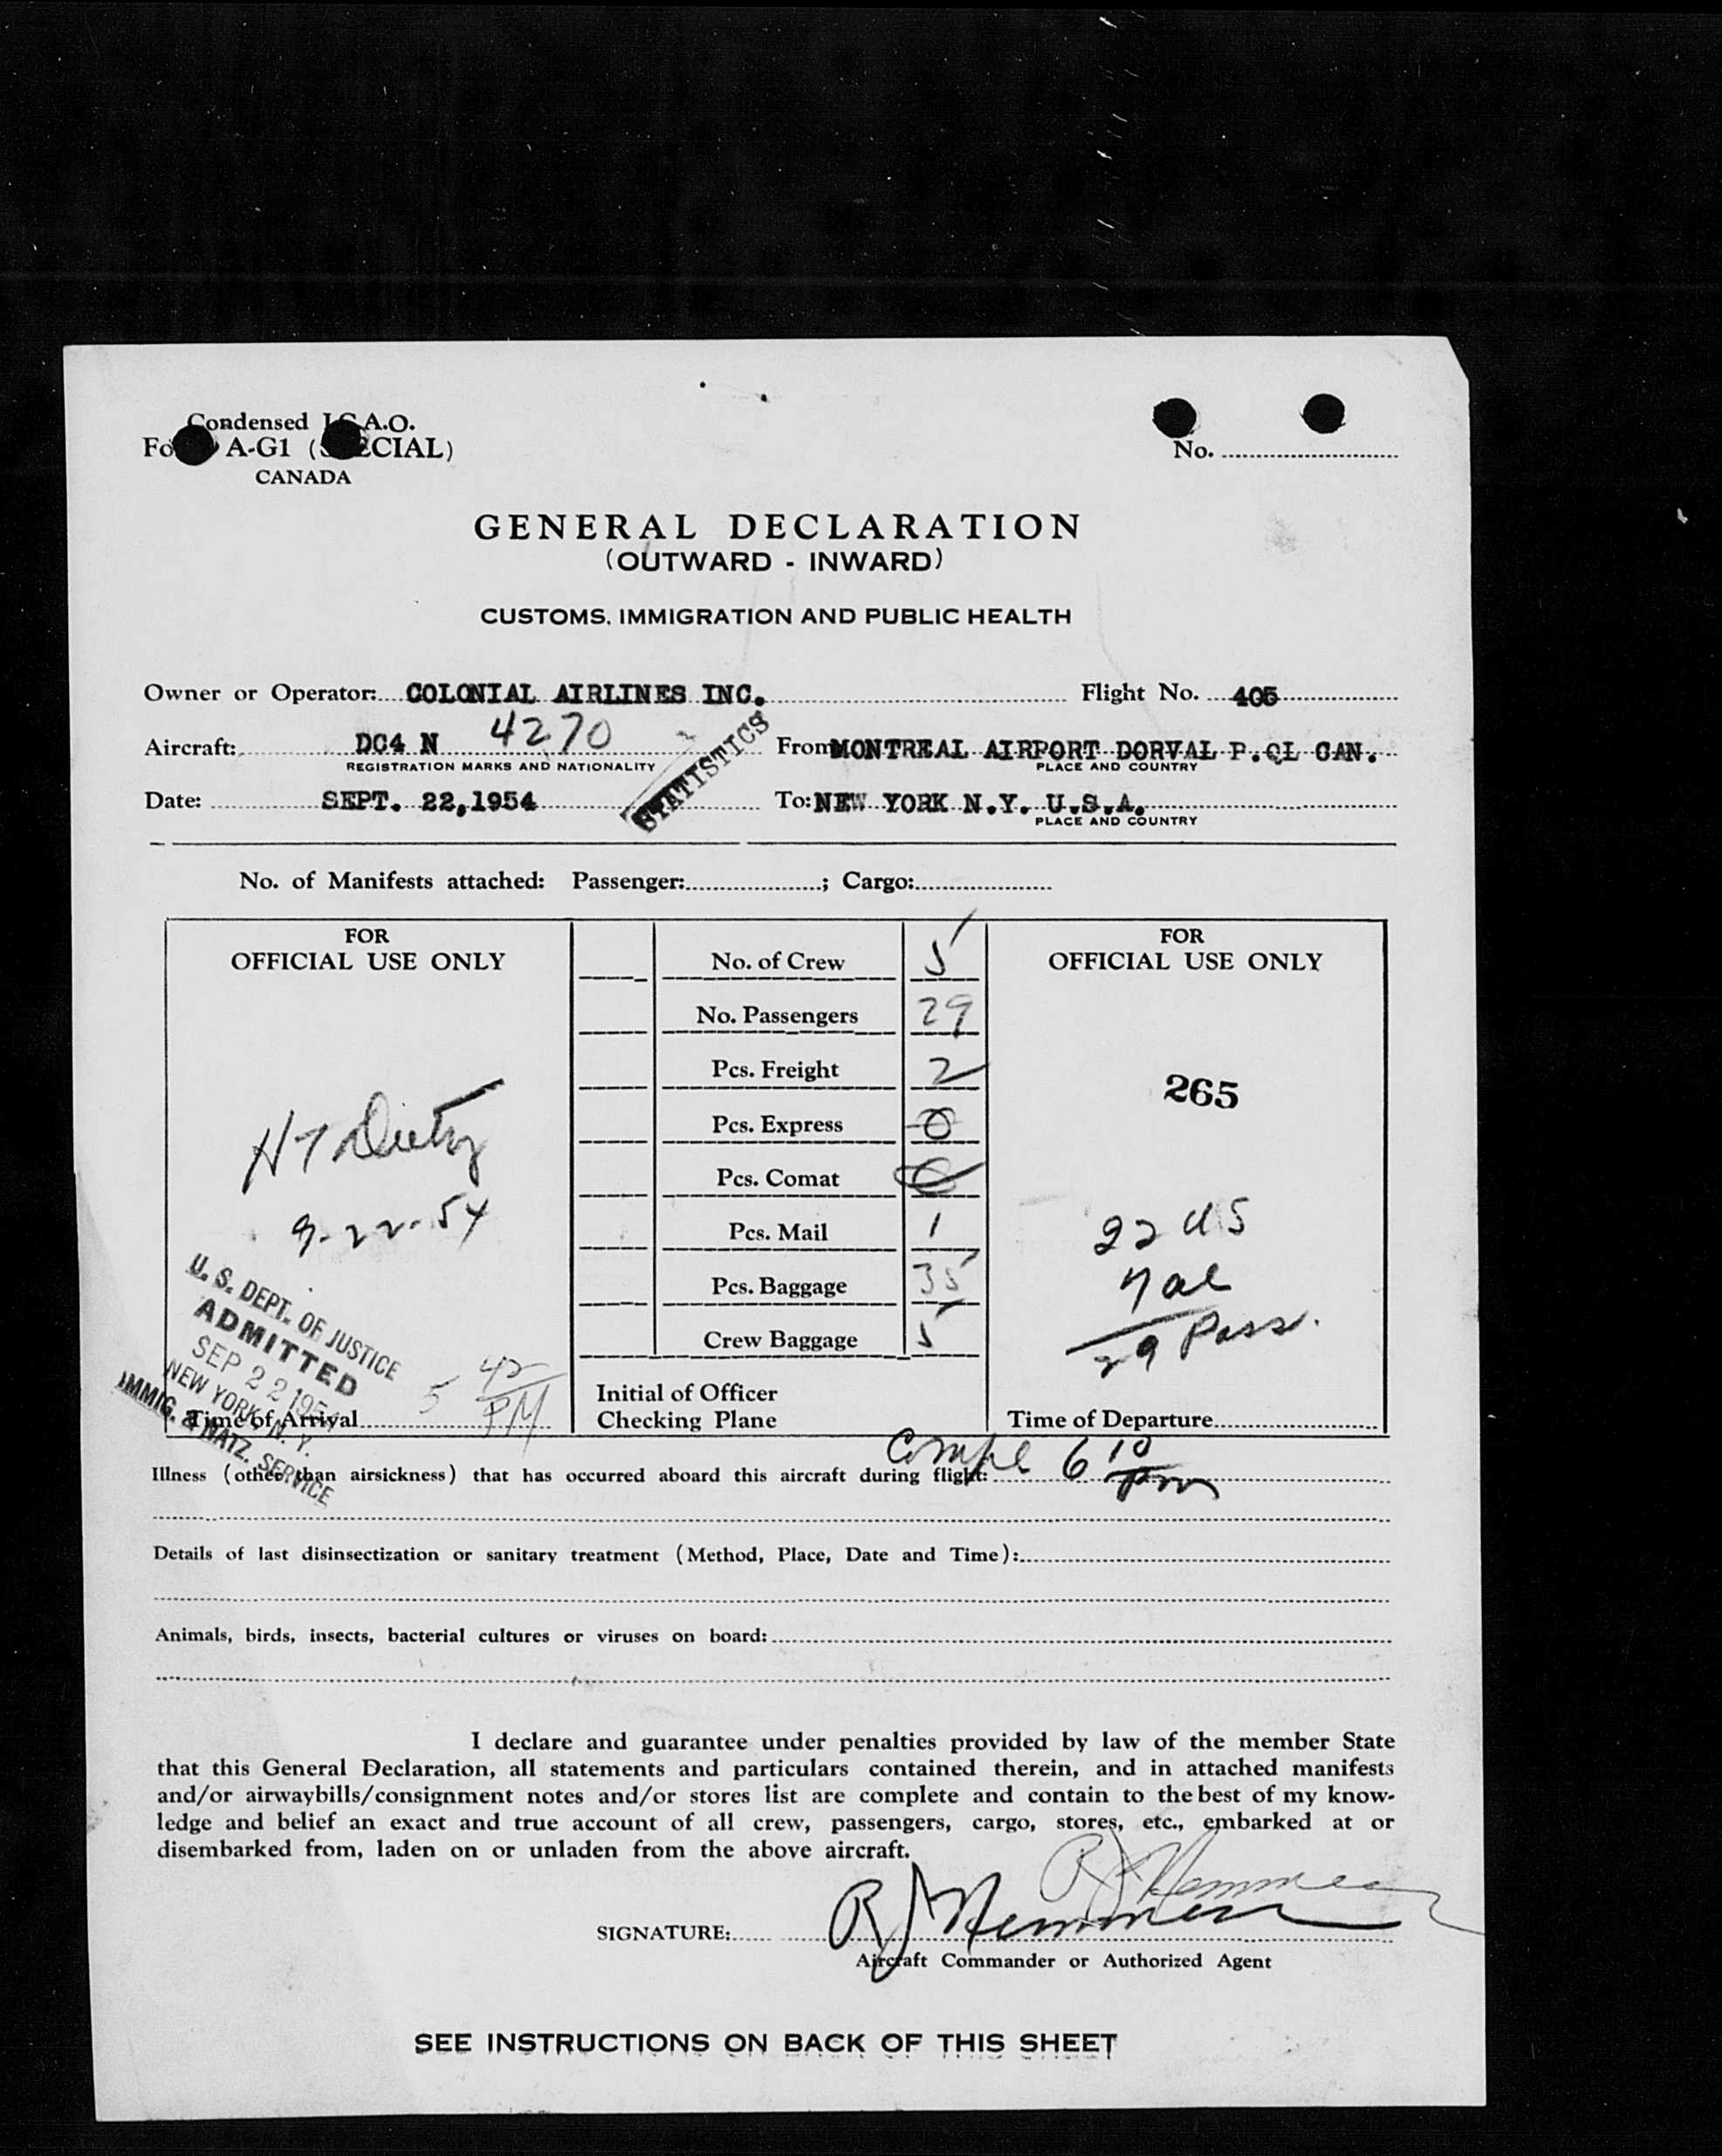 Condensed I.C.A.O.
A-G1 (SPECIAL)
CANADA
No.
GENERAL DECLARATION
(OUTWARD - INWARD)
CUSTOMS, IMMIGRATION AND PUBLIC HEALTH
Owner or Operator: COLONIAL AIRLINES INC. Flight No. 405
Aircraft: DC4 N 4270 From MONTREAL AIRPORT DORVAL P.QL CAN.
REGISTRATION MARKS AND NATIONALITY PLACE AND COUNTRY
STATISTICS
Date: SEPT. 22,1954 To: NEW YORK N.Y. U.S.A.
PLACE AND COUNTRY
No. of Manifests attached: Passenger: ; Cargo:
FOR
OFFICIAL USE ONLY
9-22-54
U. S. DEPT. OF JUSTICE
ADMITTED
SEP 22 1954
NEW YORK, N. Y.
IMMIG. & NATZ. SERVICE
Time of Arrival 5 42 PM
No. of Crew 5
No. Passengers 29
Pcs. Freight 2
Pcs. Express 0
Pcs. Comat 0
Pcs. Mail 1
Pcs. Baggage 35
Crew Baggage 5
Initial of Officer
Checking Plane
FOR
OFFICIAL USE ONLY
265
22 US
7 al
29 Pass.
Time of Departure
Compl 6 10 pm
Illness (other than airsickness) that has occurred aboard this aircraft during flight:
Details of last disinsectization or sanitary treatment (Method, Place, Date and Time):
Animals, birds, insects, bacterial cultures or viruses on board:
I declare and guarantee under penalties provided by law of the member State
that this General Declaration, all statements and particulars contained therein, and in attached manifests
and/or airwaybills/consignment notes and/or stores list are complete and contain to the best of my know-
ledge and belief an exact and true account of all crew, passengers, cargo, stores, etc., embarked at or
disembarked from, laden on or unladen from the above aircraft.
SIGNATURE:
Aircraft Commander or Authorized Agent
SEE INSTRUCTIONS ON BACK OF THIS SHEET